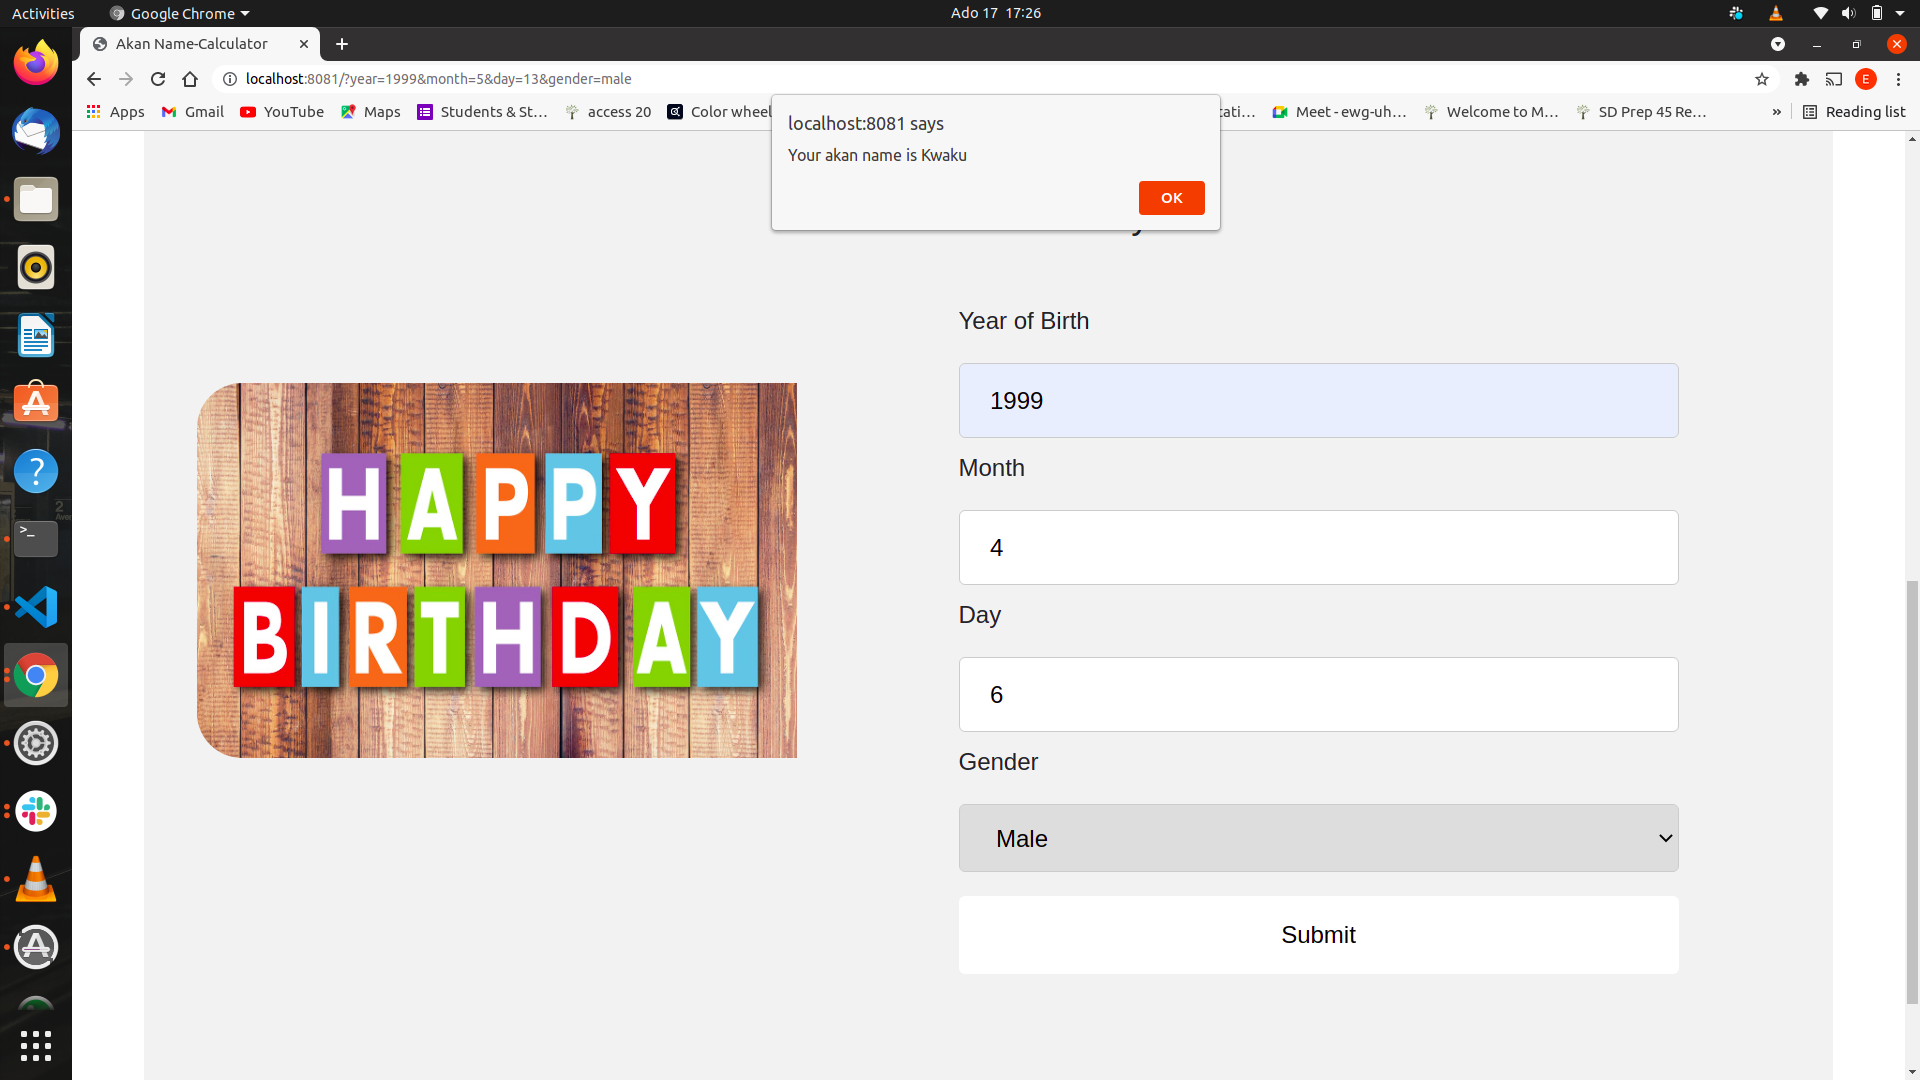 Activities Google Chrome Ado 17 17:26
Akan Name-Calculator
localhost:8081/?year=1999&month=5&day=13&gender=male E
Apps Gmail YouTube Maps Students & St... access 20 Color wheel Meet - ewg-uh... Welcome to M... SD Prep 45 Re... » Reading list
localhost:8081 says
Your akan name is Kwaku
OK
Year of Birth
1999
Month
4
Day
6
Gender
Male
Submit
HAPPY
BIRTHDAY